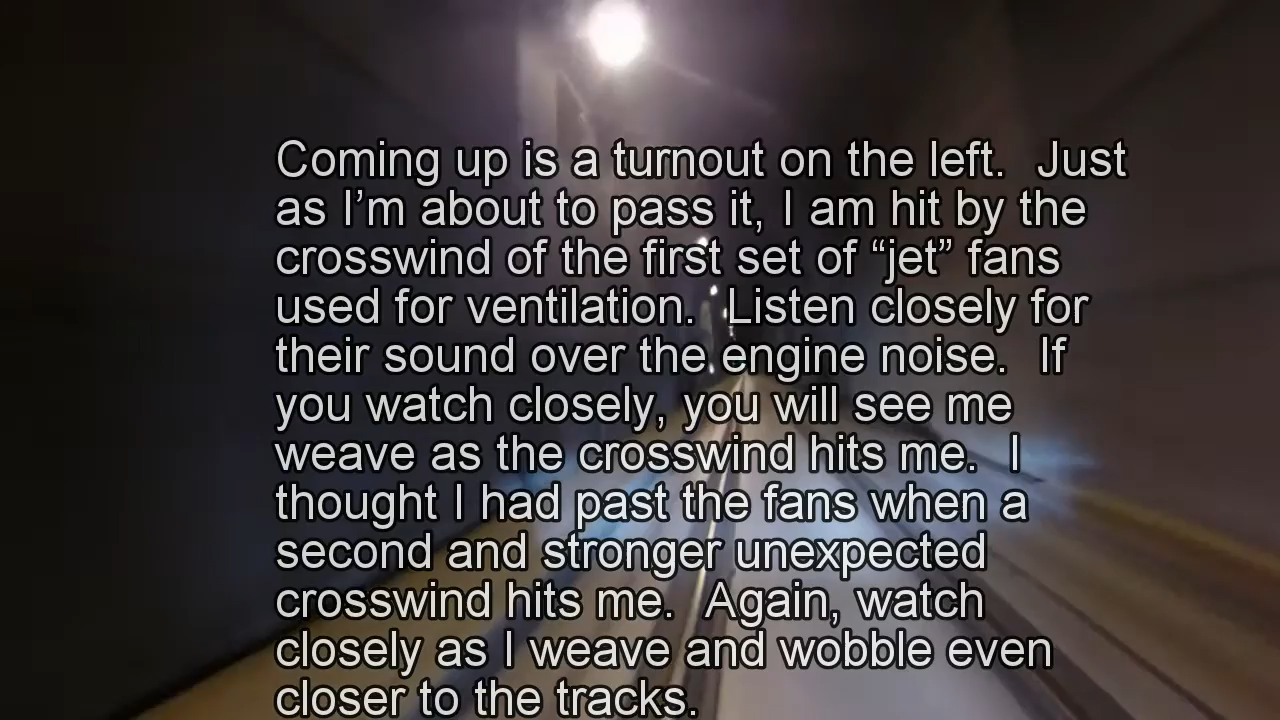 Coming up is a turnout on the left.  Just
as I’m about to pass it, I am hit by the
crosswind of the first set of “jet” fans
used for ventilation.  Listen closely for
their sound over the engine noise.  If
you watch closely, you will see me
weave as the crosswind hits me.  I
thought I had past the fans when a
second and stronger unexpected
crosswind hits me.  Again, watch
closely as I weave and wobble even
closer to the tracks.